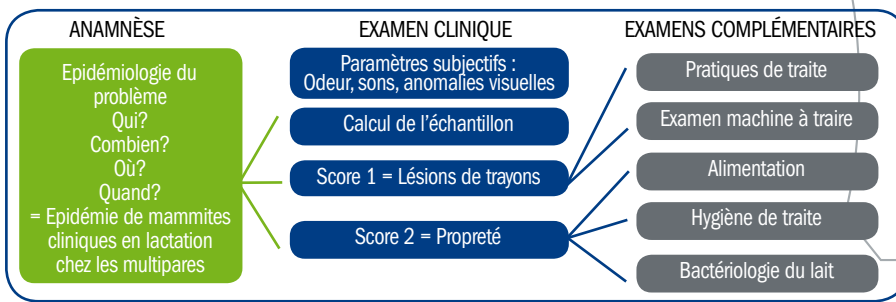 ANAMNÈSE
Epidémiologie du
problème
Qui?
Combien?
Où?
Quand?
= Epidémie de mammites
cliniques en lactation
chez les multipares
EXAMEN CLINIQUE
Paramètres subjectifs :
Odeur, sons, anomalies visuelles
Calcul de l'échantillon
Score 1 = Lésions de trayons
Score 2 = Propreté
EXAMENS COMPLÉMENTAIRES
Pratiques de traite
Examen machine à traire
Alimentation
Hygiène de traite
Bactériologie du lait